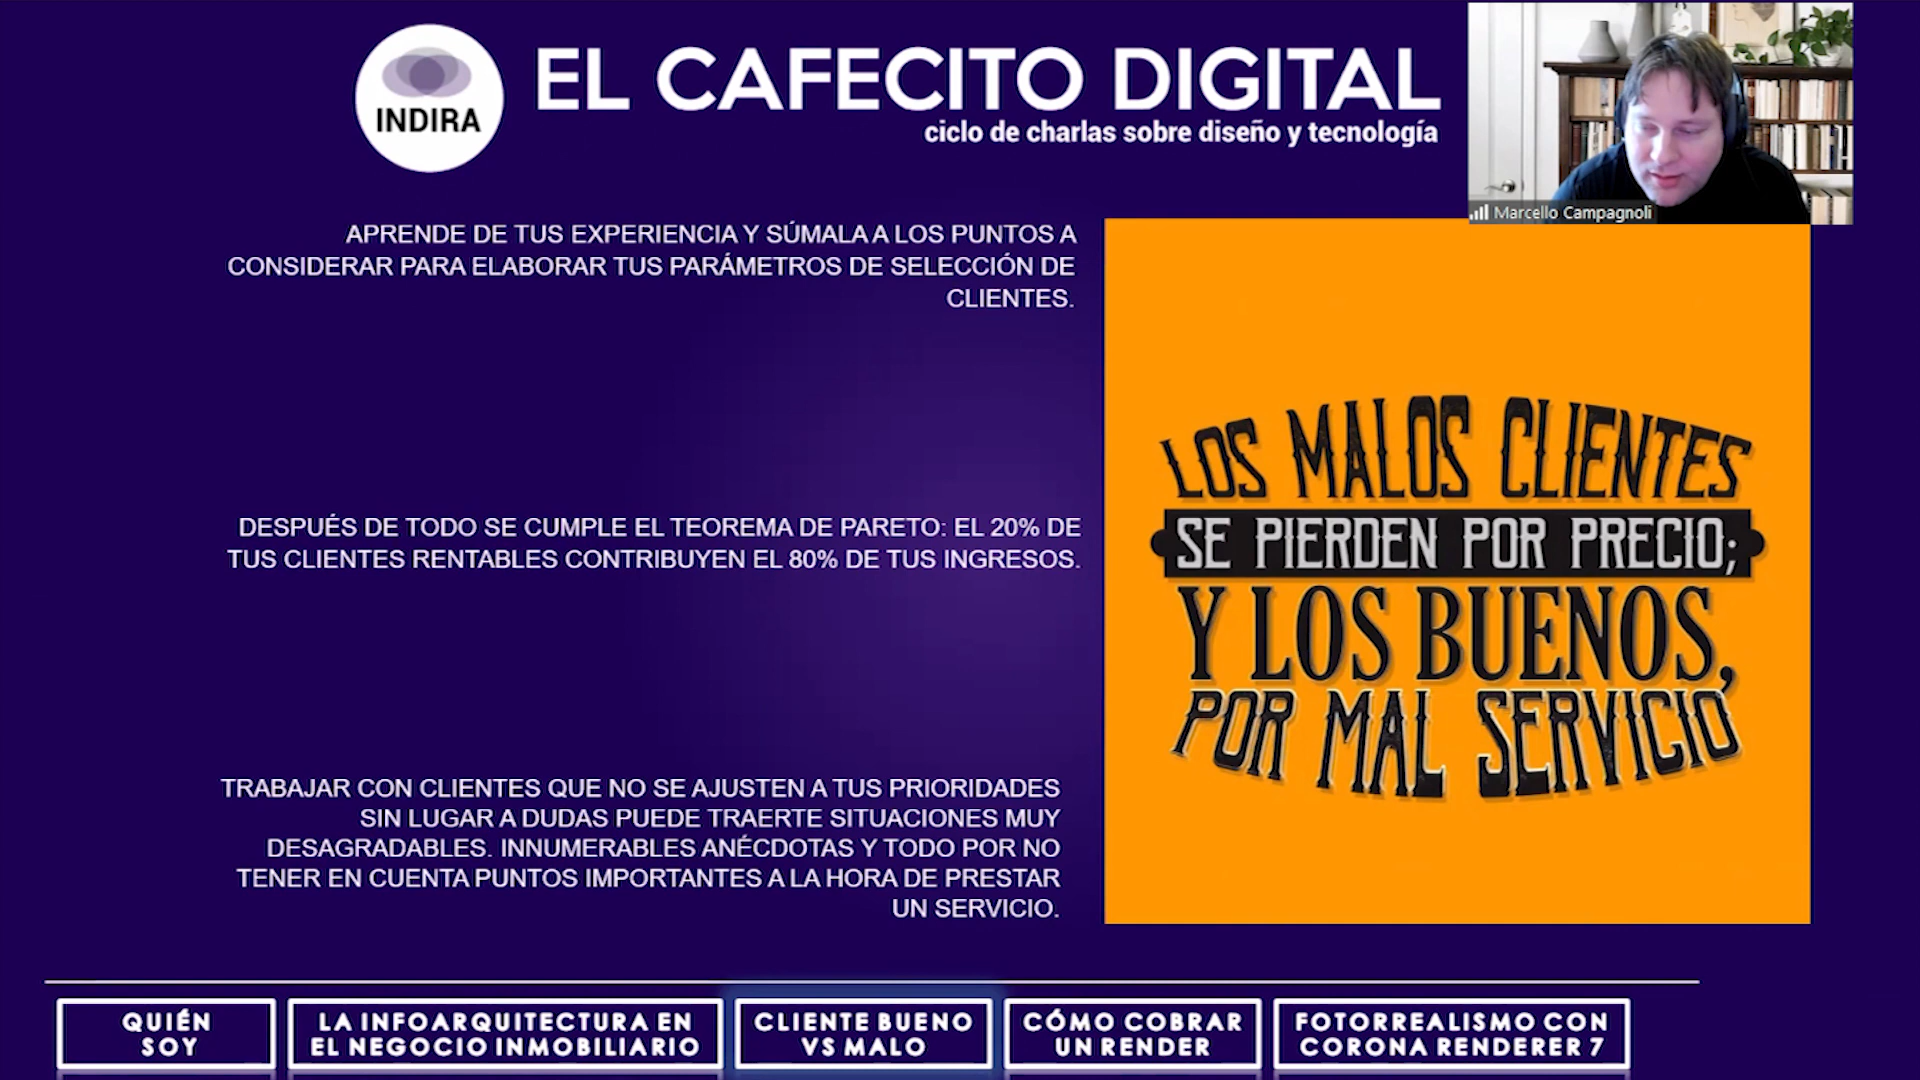 INDIRA
EL CAFECITO DIGITAL
ciclo de charlas sobre diseño y tecnología
Marcello Campagnoli
APRENDE DE TUS EXPERIENCIA Y SÚMALA A LOS PUNTOS A
CONSIDERAR PARA ELABORAR TUS PARÁMETROS DE SELECCIÓN DE
CLIENTES.
DESPUÉS DE TODO SE CUMPLE EL TEOREMA DE PARETO: EL 20% DE
TUS CLIENTES RENTABLES CONTRIBUYEN EL 80% DE TUS INGRESOS.
TRABAJAR CON CLIENTES QUE NO SE AJUSTEN A TUS PRIORIDADES
SIN LUGAR A DUDAS PUEDE TRAERTE SITUACIONES MUY
DESAGRADABLES. INNUMERABLES ANÉCDOTAS Y TODO POR NO
TENER EN CUENTA PUNTOS IMPORTANTES A LA HORA DE PRESTAR
UN SERVICIO.
LOS MALOS CLIENTES
SE PIERDEN POR PRECIO;
Y LOS BUENOS,
POR MAL SERVICIO
QUIÉN
SOY
LA INFOARQUITECTURA EN
EL NEGOCIO INMOBILIARIO
CLIENTE BUENO
VS MALO
CÓMO COBRAR
UN RENDER
FOTORREALISMO CON
CORONA RENDERER 7